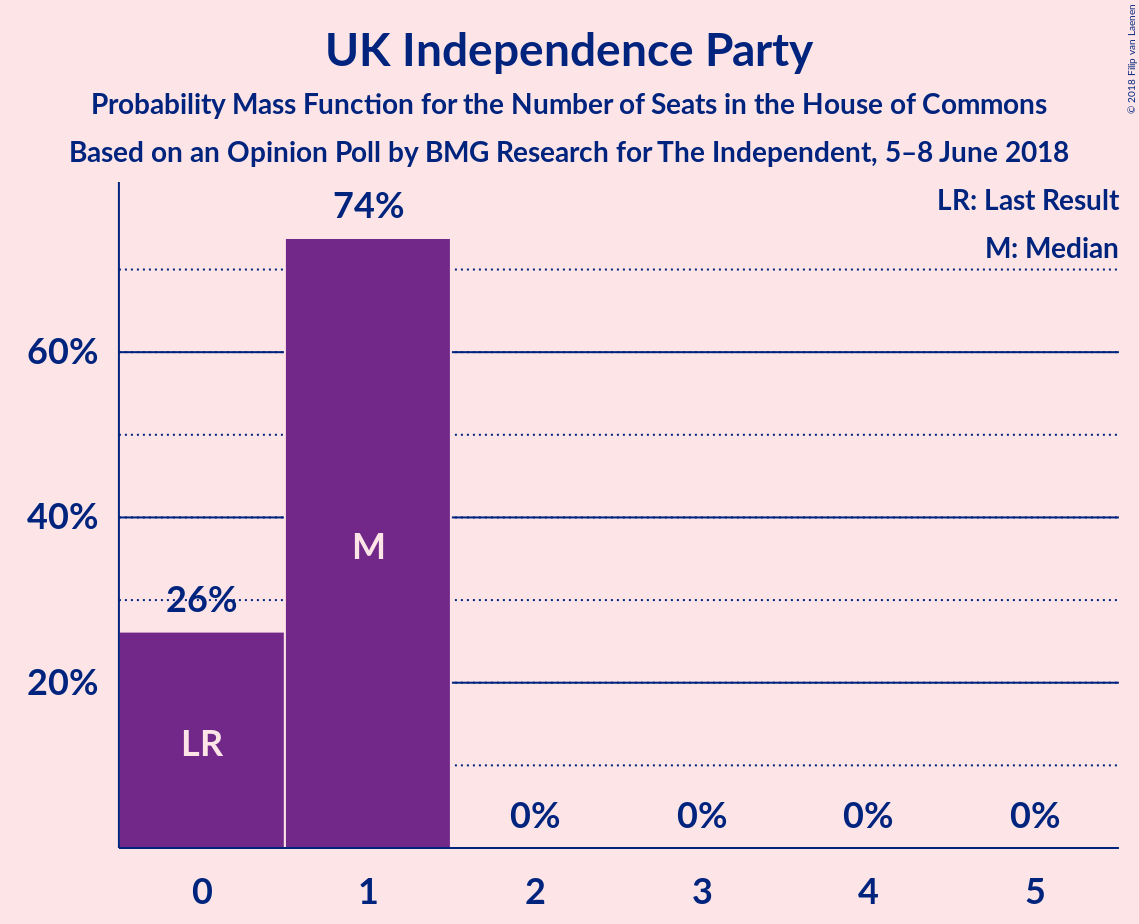 UK Independence Party
Probability Mass Function for the Number of Seats in the House of Commons
Based on an Opinion Poll by BMG Research for The Independent, 5–8 June 2018
© 2018 Filip van Laenen
LR: Last Result
M: Median
74%
60%
40%
M
26%
20%
LR
0%
0%
0%
0%
0
1
2
3
4
5